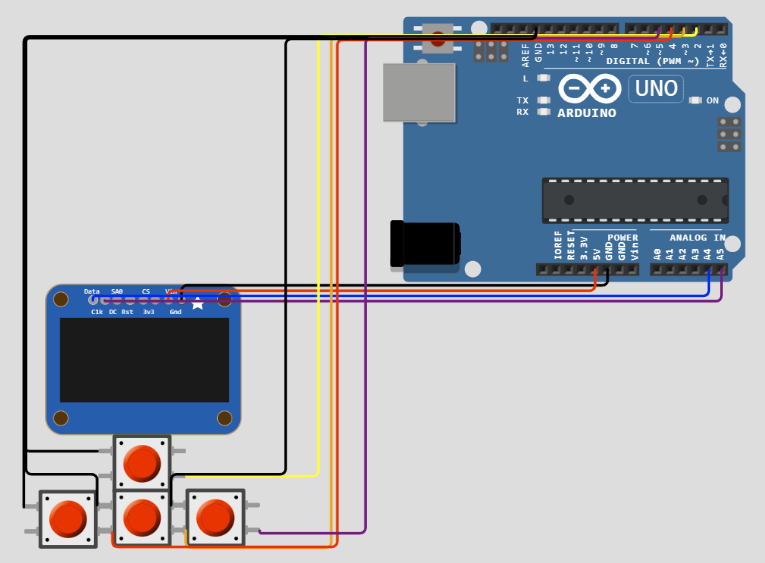 AREF
GND
13
12
~11
~10
~9
8
7
~6
~5
4
~3
2
TX→1
RX←0
DIGITAL (PWM ~)
L
TX
RX
UNO
ON
ARDUINO
IOREF
RESET
3.3V
5V
GND
GND
Vin
POWER
A0
A1
A2
A3
A4
A5
ANALOG IN
Data SA0 CS Vin
Clk DC Rst 3v3 Gnd